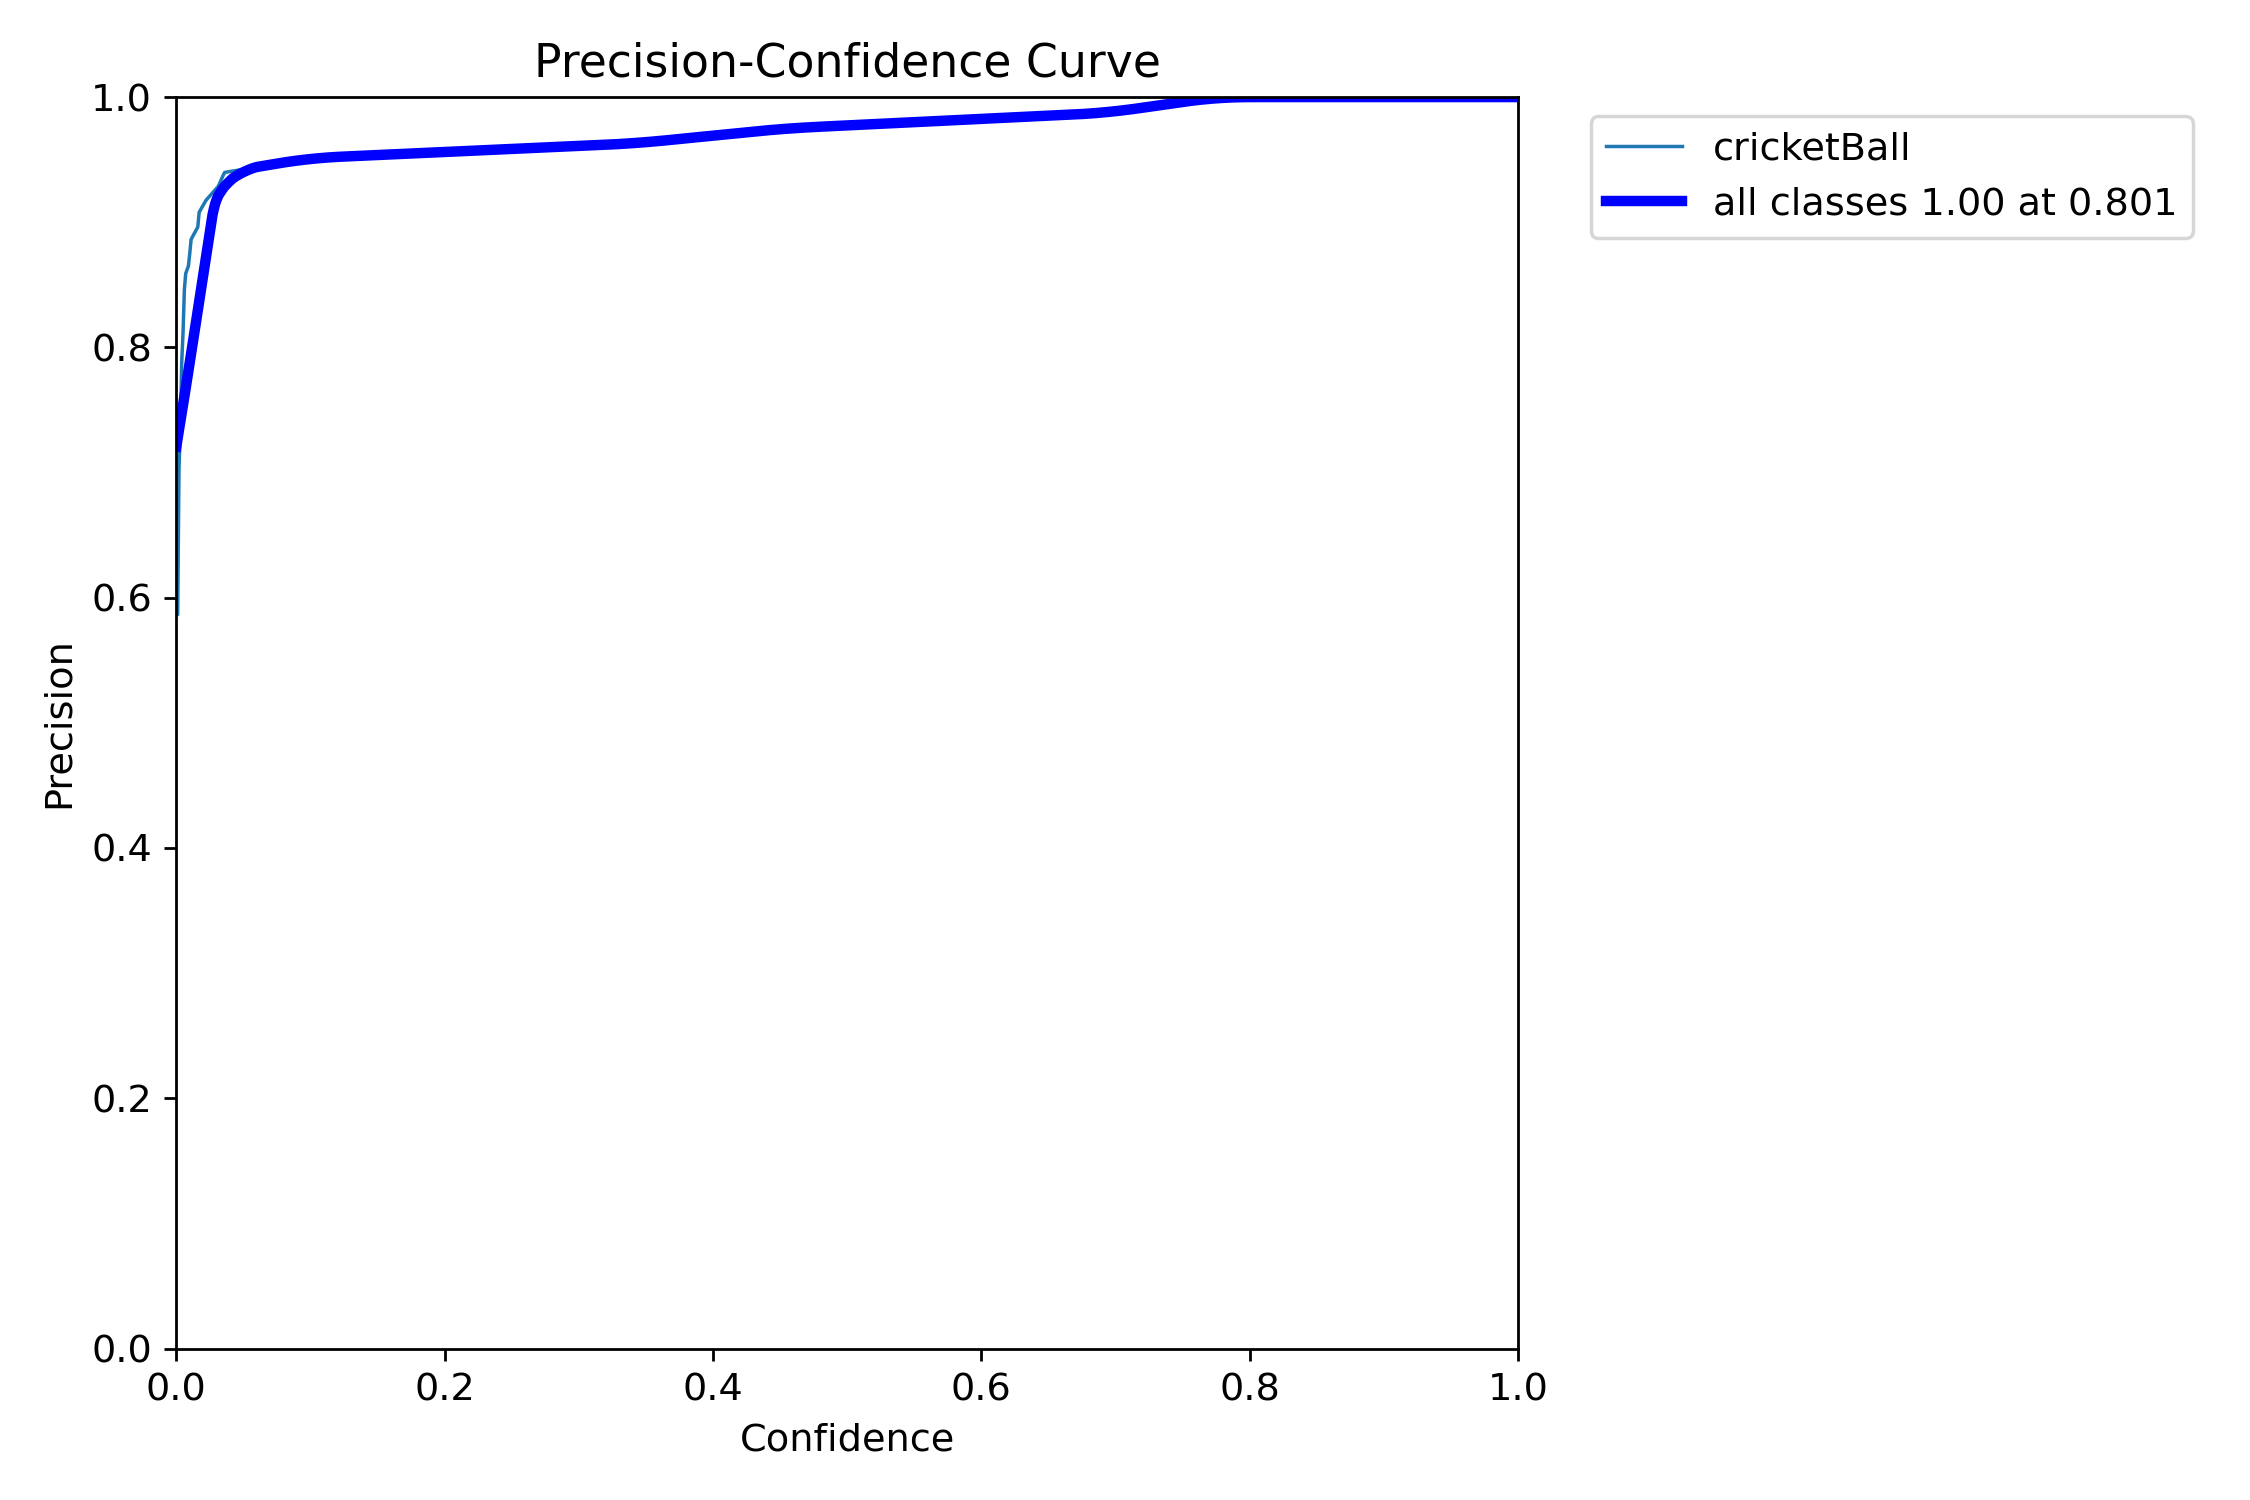 Precision-Confidence Curve
1.0
0.8
0.6
0.4
0.2
0.0
Precision
0.0 0.2 0.4 0.6 0.8 1.0
Confidence
cricketBall
all classes 1.00 at 0.801